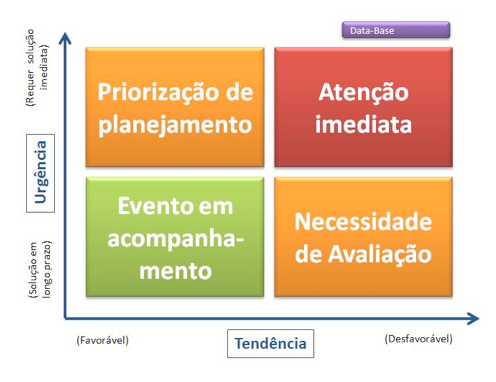 Data-Base
(Requer solução
imediata)
Priorização de
planejamento
Atenção
imediata
Urgência
Evento em
acompanha-
mento
Necessidade
de Avaliação
(Solução em
longo prazo)
(Favorável)
Tendência
(Desfavorável)